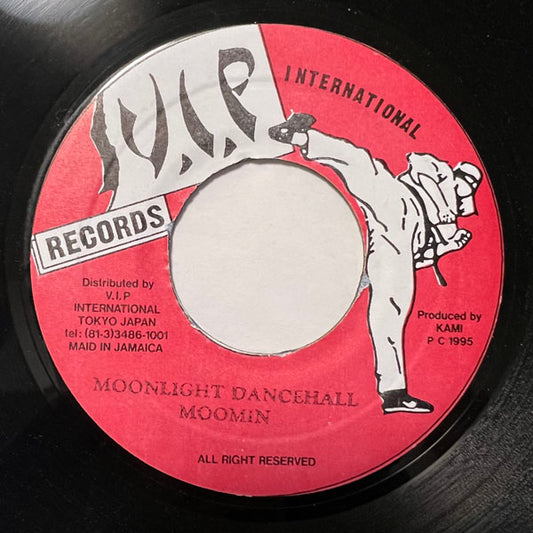 V.I.P
INTERNATIONAL
RECORDS
Distributed by
V.I.P
INTERNATIONAL
TOKYO JAPAN
tel: (81-3)3486-1001
MAID IN JAMAICA
Produced by
KAMI
P C 1995
MOONLIGHT DANCEHALL
MOOMIN
ALL RIGHT RESERVED